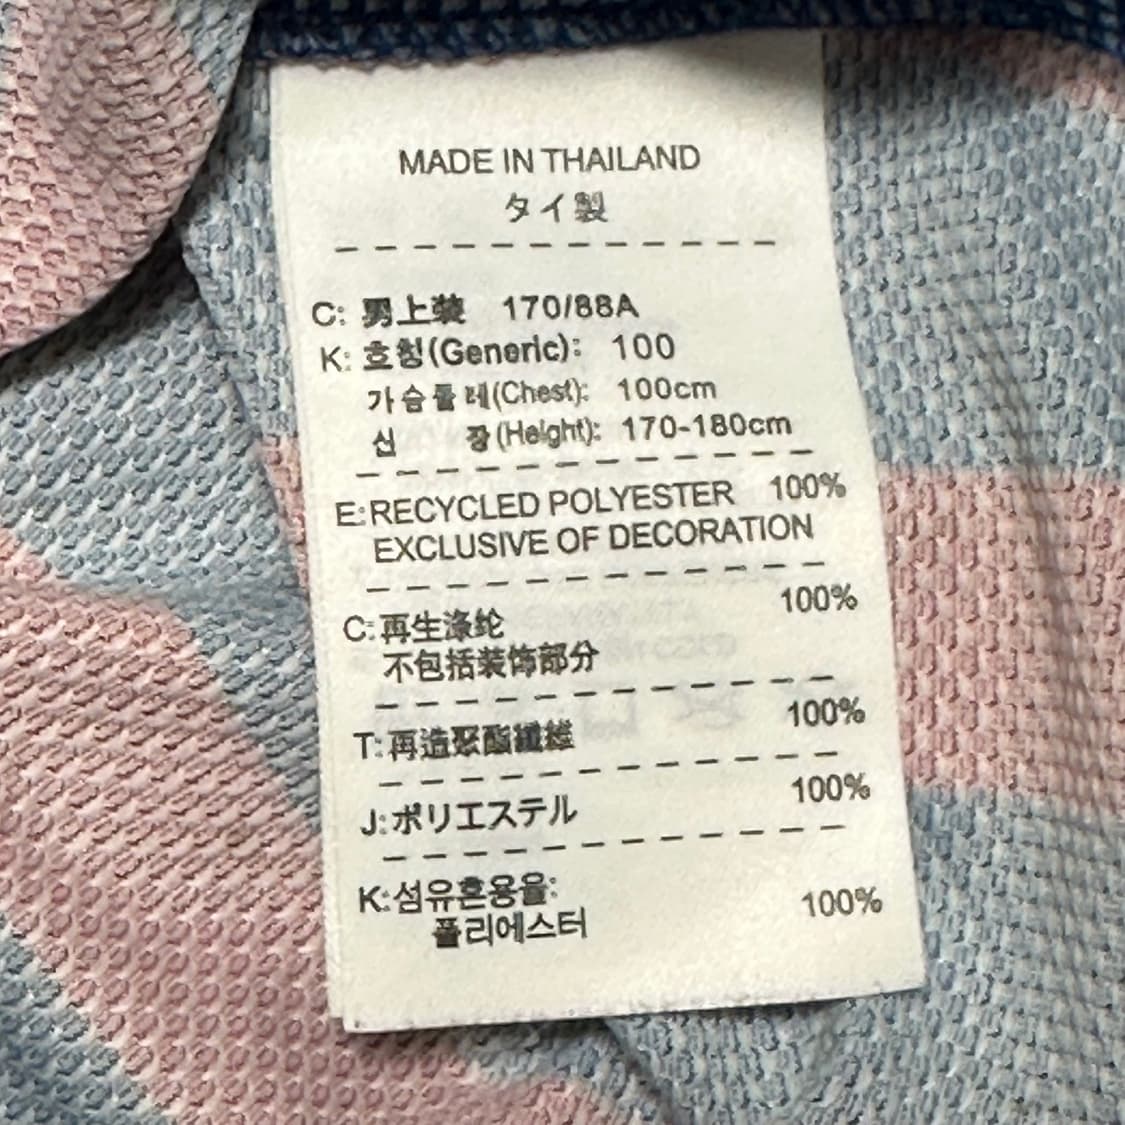 MADE IN THAILAND
タイ製
C: 男上裝 170/88A
K: 호칭(Generic): 100
가슴둘레(Chest): 100cm
신 장(Height): 170-180cm
E:RECYCLED POLYESTER 100%
EXCLUSIVE OF DECORATION
C:再生涤纶 100%
不包括装饰部分
T:再造聚酯纖維 100%
J:ポリエステル 100%
K:섬유혼용율:
폴리에스터 100%